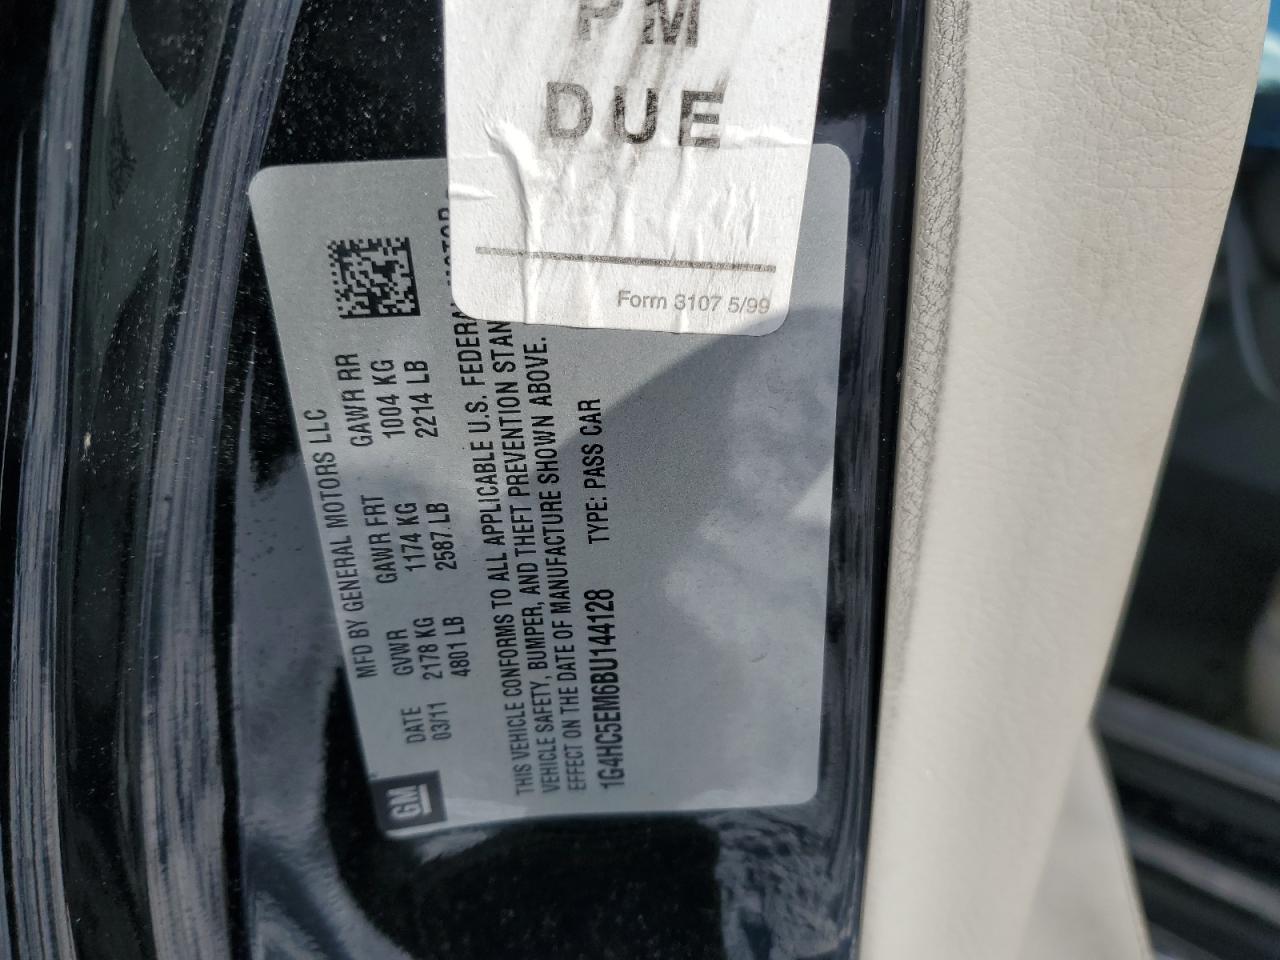 PM
DUE
Form 3107 5/99
MFD BY GENERAL MOTORS LLC
DATE GVWR GAWR FRT GAWR RR
03/11 2178 KG 1174 KG 1004 KG
4801 LB 2587 LB 2214 LB
GM
THIS VEHICLE CONFORMS TO ALL APPLICABLE U.S. FEDERAL MOTOR
VEHICLE SAFETY, BUMPER, AND THEFT PREVENTION STAN
EFFECT ON THE DATE OF MANUFACTURE SHOWN ABOVE.
1G4HC5EM6BU144128 TYPE: PASS CAR